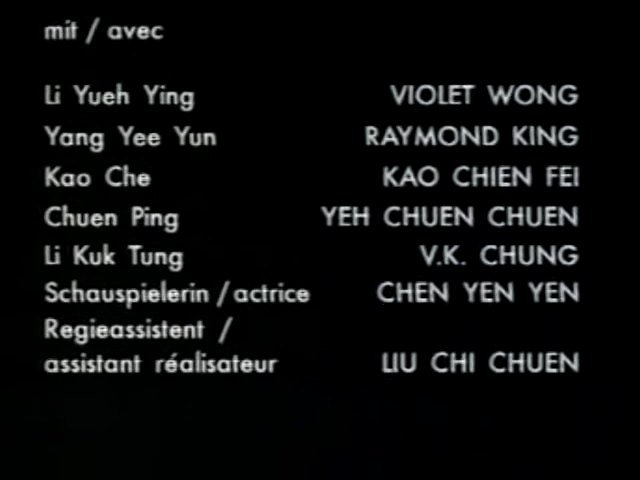 mit / avec
Li Yueh Ying VIOLET WONG
Yang Yee Yun RAYMOND KING
Kao Che KAO CHIEN FEI
Chuen Ping YEH CHUEN CHUEN
Li Kuk Tung V.K. CHUNG
Schauspielerin / actrice CHEN YEN YEN
Regieassistent /
assistant réalisateur LIU CHI CHUEN